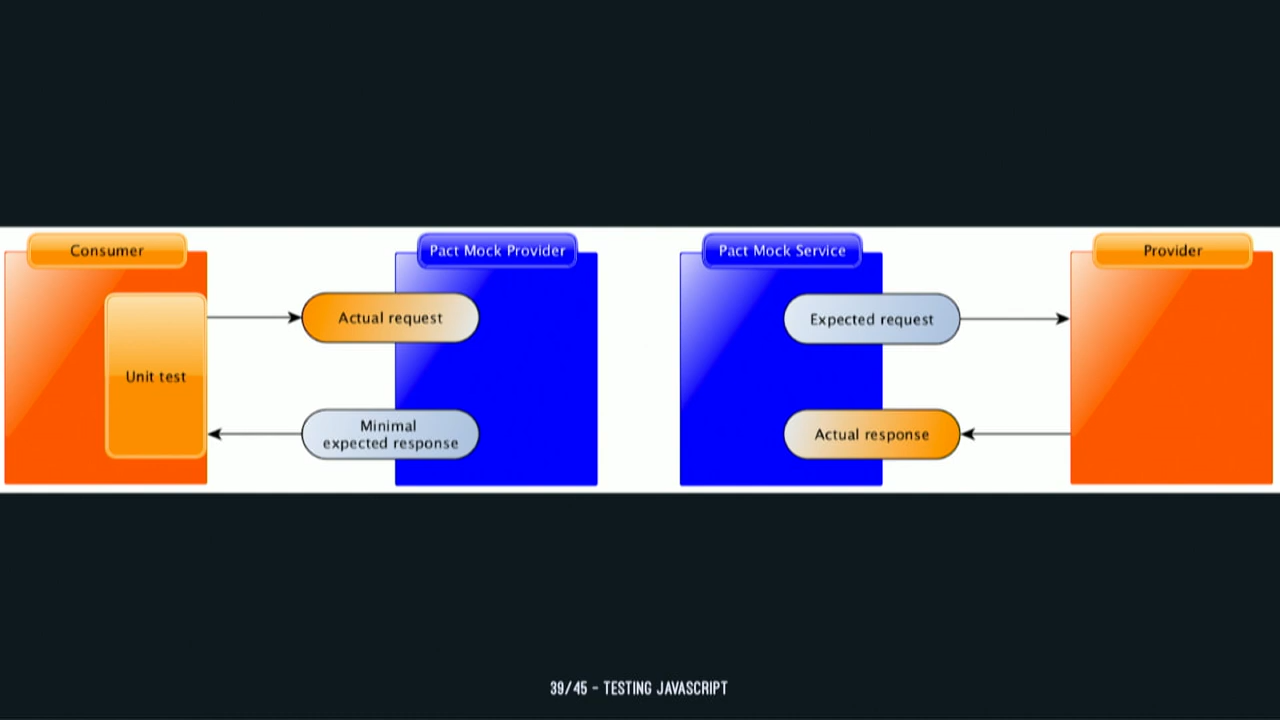 Consumer
Unit test
Pact Mock Provider
Actual request
Minimal
expected response
Pact Mock Service
Expected request
Actual response
Provider
39/45 - TESTING JAVASCRIPT